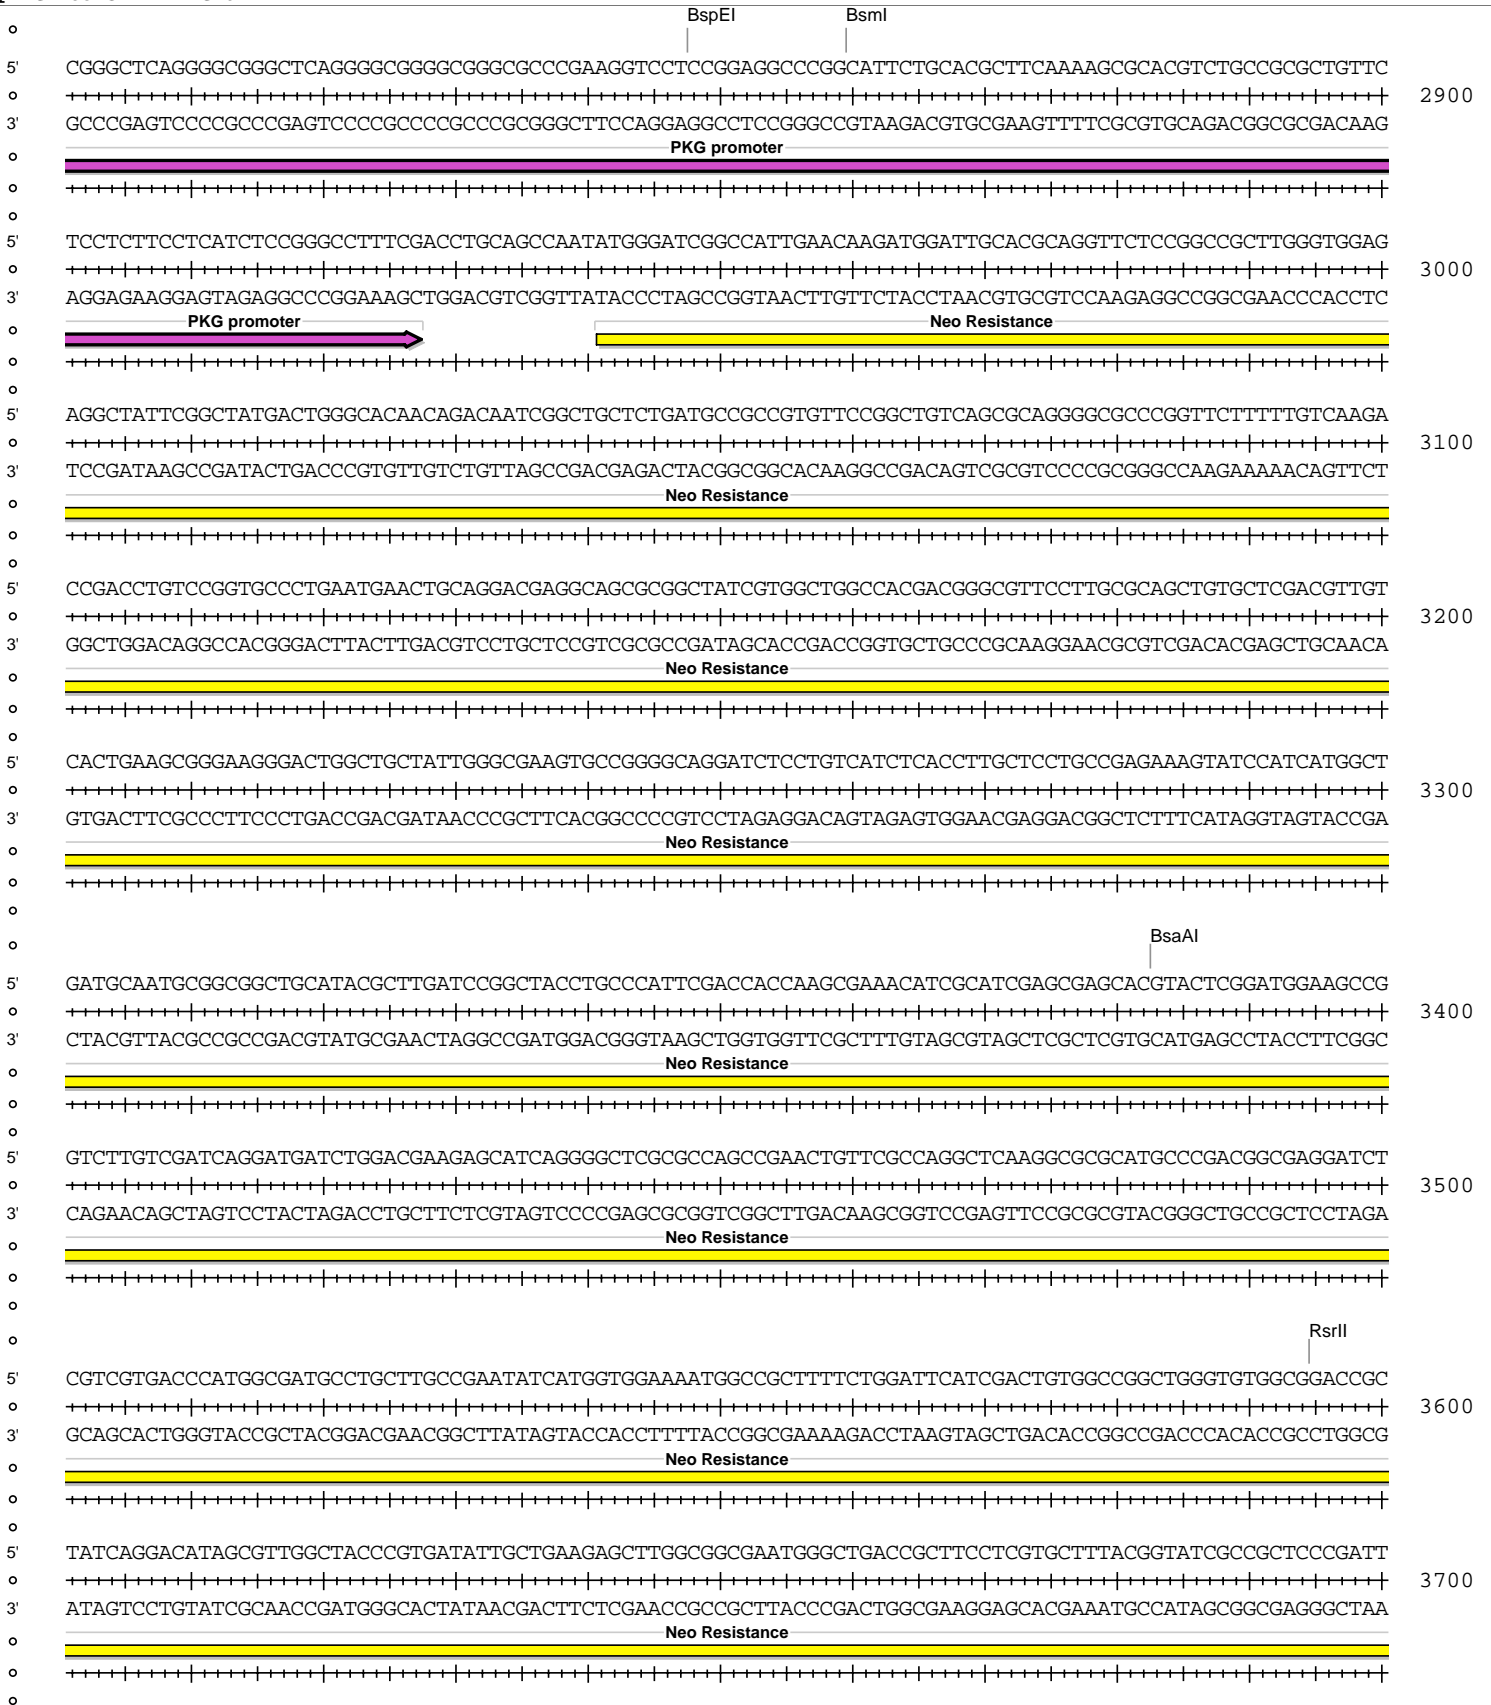 BspEI BsmI
5' CGGGCTCAGGGGCGGGCTCAGGGGCGGGGCGGGCGCCCGAAGGTCCTCCGGAGGCCCGGCATTCTGCACGCTTCAAAAGCGCACGTCTGCCGCGCTGTTC
2900
3' GCCCGAGTCCCCGCCCGAGTCCCCGCCCCGCCCGCGGGCTTCCAGGAGGCCTCCGGGCCGTAAGACGTGCGAAGTTTTCGCGTGCAGACGGCGCGACAAG
PKG promoter
5' TCCTCTTCCTCATCTCCGGGCCTTTCGACCTGCAGCCAATATGGGATCGGCCATTGAACAAGATGGATTGCACGCAGGTTCTCCGGCCGCTTGGGTGGAG
3000
3' AGGAGAAGGAGTAGAGGCCCGGAAAGCTGGACGTCGGTTATACCCTAGCCGGTAACTTGTTCTACCTAACGTGCGTCCAAGAGGCCGGCGAACCCACCTC
PKG promoter Neo Resistance
5' AGGCTATTCGGCTATGACTGGGCACAACAGACAATCGGCTGCTCTGATGCCGCCGTGTTCCGGCTGTCAGCGCAGGGGCGCCCGGTTCTTTTTGTCAAGA
3100
3' TCCGATAAGCCGATACTGACCCGTGTTGTCTGTTAGCCGACGAGACTACGGCGGCACAAGGCCGACAGTCGCGTCCCCGCGGGCCAAGAAAAACAGTTCT
Neo Resistance
5' CCGACCTGTCCGGTGCCCTGAATGAACTGCAGGACGAGGCAGCGCGGCTATCGTGGCTGGCCACGACGGGCGTTCCTTGCGCAGCTGTGCTCGACGTTGT
3200
3' GGCTGGACAGGCCACGGGACTTACTTGACGTCCTGCTCCGTCGCGCCGATAGCACCGACCGGTGCTGCCCGCAAGGAACGCGTCGACACGAGCTGCAACA
Neo Resistance
5' CACTGAAGCGGGAAGGGACTGGCTGCTATTGGGCGAAGTGCCGGGGCAGGATCTCCTGTCATCTCACCTTGCTCCTGCCGAGAAAGTATCCATCATGGCT
3300
3' GTGACTTCGCCCTTCCCTGACCGACGATAACCCGCTTCACGGCCCCGTCCTAGAGGACAGTAGAGTGGAACGAGGACGGCTCTTTCATAGGTAGTACCGA
Neo Resistance
BsaAI
5' GATGCAATGCGGCGGCTGCATACGCTTGATCCGGCTACCTGCCCATTCGACCACCAAGCGAAACATCGCATCGAGCGAGCACGTACTCGGATGGAAGCCG
3400
3' CTACGTTACGCCGCCGACGTATGCGAACTAGGCCGATGGACGGGTAAGCTGGTGGTTCGCTTTGTAGCGTAGCTCGCTCGTGCATGAGCCTACCTTCGGC
Neo Resistance
5' GTCTTGTCGATCAGGATGATCTGGACGAAGAGCATCAGGGGCTCGCGCCAGCCGAACTGTTCGCCAGGCTCAAGGCGCGCATGCCCGACGGCGAGGATCT
3500
3' CAGAACAGCTAGTCCTACTAGACCTGCTTCTCGTAGTCCCCGAGCGCGGTCGGCTTGACAAGCGGTCCGAGTTCCGCGCGTACGGGCTGCCGCTCCTAGA
Neo Resistance
RsrII
5' CGTCGTGACCCATGGCGATGCCTGCTTGCCGAATATCATGGTGGAAAATGGCCGCTTTTCTGGATTCATCGACTGTGGCCGGCTGGGTGTGGCGGACCGC
3600
3' GCAGCACTGGGTACCGCTACGGACGAACGGCTTATAGTACCACCTTTTACCGGCGAAAAGACCTAAGTAGCTGACACCGGCCGACCCACACCGCCTGGCG
Neo Resistance
5' TATCAGGACATAGCGTTGGCTACCCGTGATATTGCTGAAGAGCTTGGCGGCGAATGGGCTGACCGCTTCCTCGTGCTTTACGGTATCGCCGCTCCCGATT
3700
3' ATAGTCCTGTATCGCAACCGATGGGCACTATAACGACTTCTCGAACCGCCGCTTACCCGACTGGCGAAGGAGCACGAAATGCCATAGCGGCGAGGGCTAA
Neo Resistance